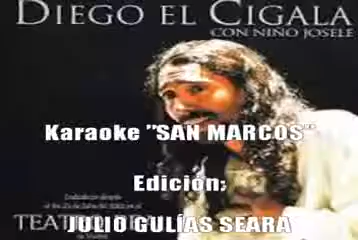 DIEGO EL CIGALA
CON NIÑO JOSELE
Karaoke "SAN MARCOS"
Edición;
TEATRO
JULIO GULÍAS SEARA